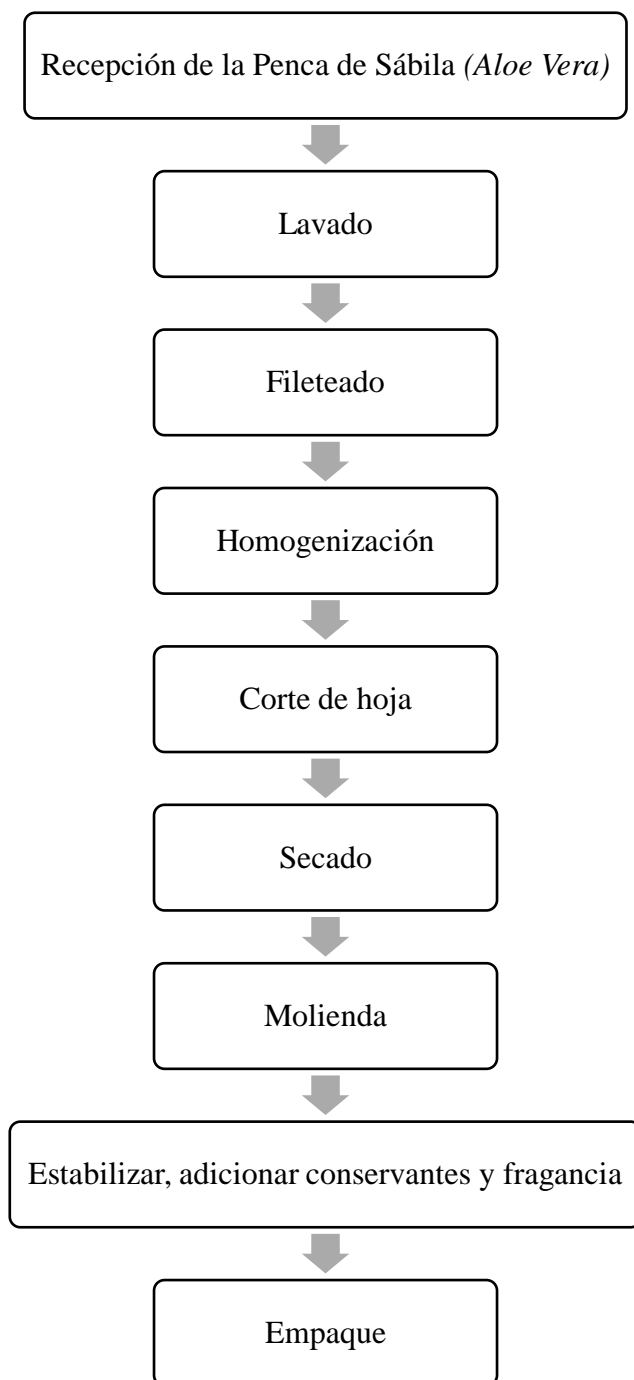 Recepción de la Penca de Sábila (Aloe Vera)
Lavado
Fileteado
Homogenización
Corte de hoja
Secado
Molienda
Estabilizar, adicionar conservantes y fragancia
Empaque